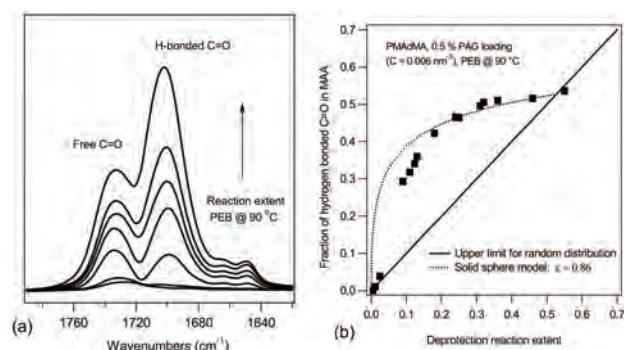 (a)
H-bonded C=O
Free C=O
Reaction extent
PEB @ 90 °C
1760
1720
1680
1640
Wavenumbers (cm⁻¹)
(b)
Fraction of hydrogen bonded C=O in MAA
0.7
0.6
0.5
0.4
0.3
0.2
0.1
0.0
PMAdMA, 0.5 % PAG loading
(C = 0.006 nm⁻³), PEB @ 90 °C
Upper limit for random distribution
Solid sphere model: ε = 0.86
0.0 0.1 0.2 0.3 0.4 0.5 0.6 0.7
Deprotection reaction extent